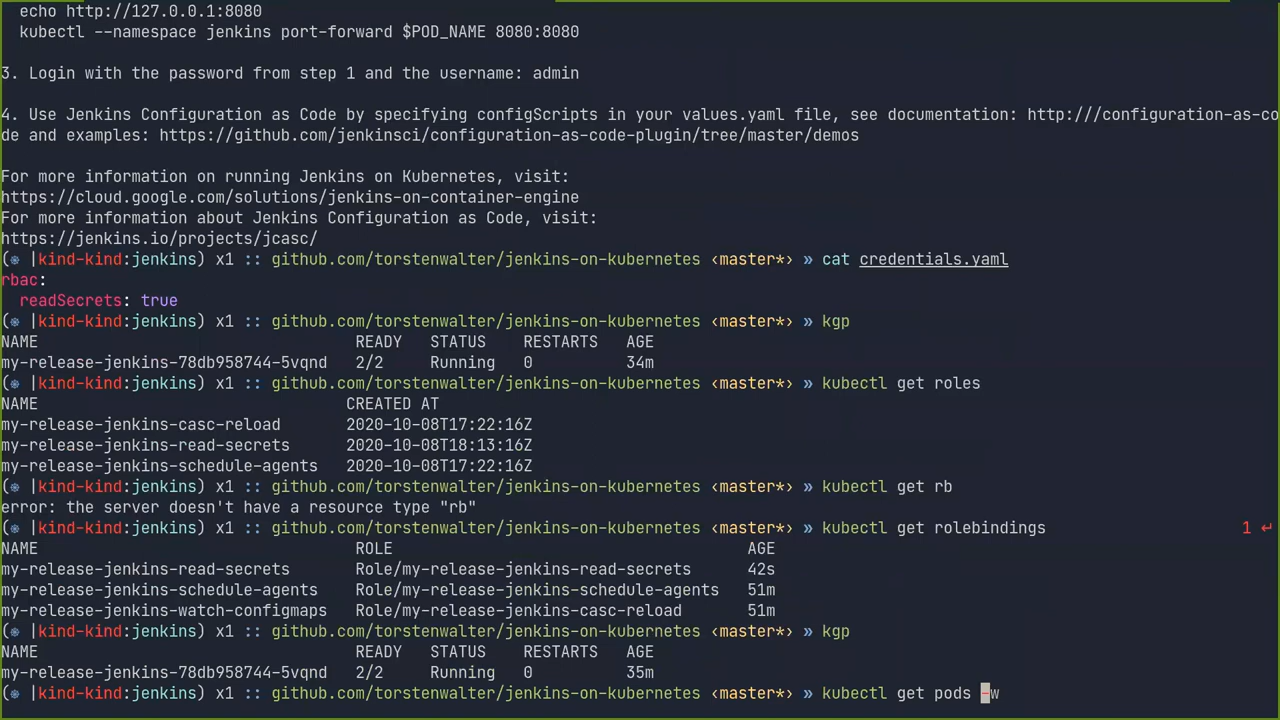 echo http://127.0.0.1:8080
kubectl --namespace jenkins port-forward $POD_NAME 8080:8080
3. Login with the password from step 1 and the username: admin
4. Use Jenkins Configuration as Code by specifying configScripts in your values.yaml file, see documentation: http:///configuration-as-co
de and examples: https://github.com/jenkinsci/configuration-as-code-plugin/tree/master/demos
For more information on running Jenkins on Kubernetes, visit:
https://cloud.google.com/solutions/jenkins-on-container-engine
For more information about Jenkins Configuration as Code, visit:
https://jenkins.io/projects/jcasc/
(⎈ |kind-kind:jenkins) x1 :: github.com/torstenwalter/jenkins-on-kubernetes ‹master*› » cat credentials.yaml
rbac:
  readSecrets: true
(⎈ |kind-kind:jenkins) x1 :: github.com/torstenwalter/jenkins-on-kubernetes ‹master*› » kgp
NAME READY STATUS RESTARTS AGE
my-release-jenkins-78db958744-5vqnd 2/2 Running 0 34m
(⎈ |kind-kind:jenkins) x1 :: github.com/torstenwalter/jenkins-on-kubernetes ‹master*› » kubectl get roles
NAME CREATED AT
my-release-jenkins-casc-reload 2020-10-08T17:22:16Z
my-release-jenkins-read-secrets 2020-10-08T18:13:16Z
my-release-jenkins-schedule-agents 2020-10-08T17:22:16Z
(⎈ |kind-kind:jenkins) x1 :: github.com/torstenwalter/jenkins-on-kubernetes ‹master*› » kubectl get rb
error: the server doesn't have a resource type "rb"
(⎈ |kind-kind:jenkins) x1 :: github.com/torstenwalter/jenkins-on-kubernetes ‹master*› » kubectl get rolebindings 1 ↵
NAME ROLE AGE
my-release-jenkins-read-secrets Role/my-release-jenkins-read-secrets 42s
my-release-jenkins-schedule-agents Role/my-release-jenkins-schedule-agents 51m
my-release-jenkins-watch-configmaps Role/my-release-jenkins-casc-reload 51m
(⎈ |kind-kind:jenkins) x1 :: github.com/torstenwalter/jenkins-on-kubernetes ‹master*› » kgp
NAME READY STATUS RESTARTS AGE
my-release-jenkins-78db958744-5vqnd 2/2 Running 0 35m
(⎈ |kind-kind:jenkins) x1 :: github.com/torstenwalter/jenkins-on-kubernetes ‹master*› » kubectl get pods -w